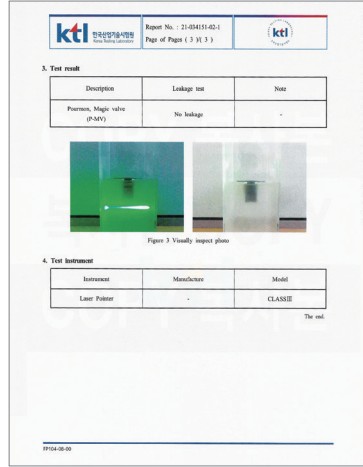 ktl 한국산업기술시험원
Korea Testing Laboratory
Report No. : 21-034151-02-1
Page of Pages ( 3 )/( 3 )
ktl
3. Test result
Description
Leakage test
Note
Pourmon, Magic valve
(P-MV)
No leakage
-
Figure 3 Visually inspect photo
4. Test instrument
Instrument
Manufacture
Model
Laser Pointer
-
CLASSⅢ
The end.
FP104-08-00